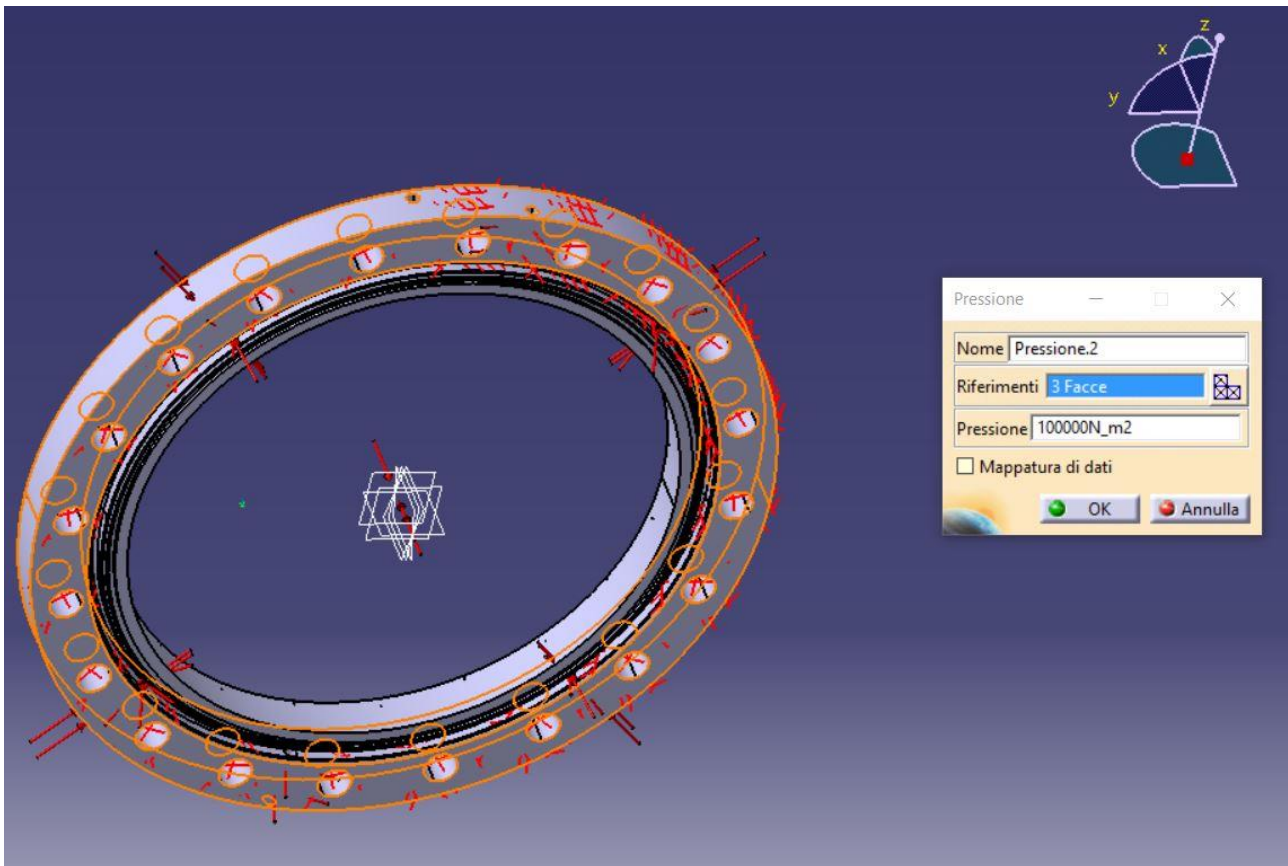 z
x
y
Pressione
Nome Pressione.2
Riferimenti 3 Facce
Pressione 100000N_m2
Mappatura di dati
OK Annulla